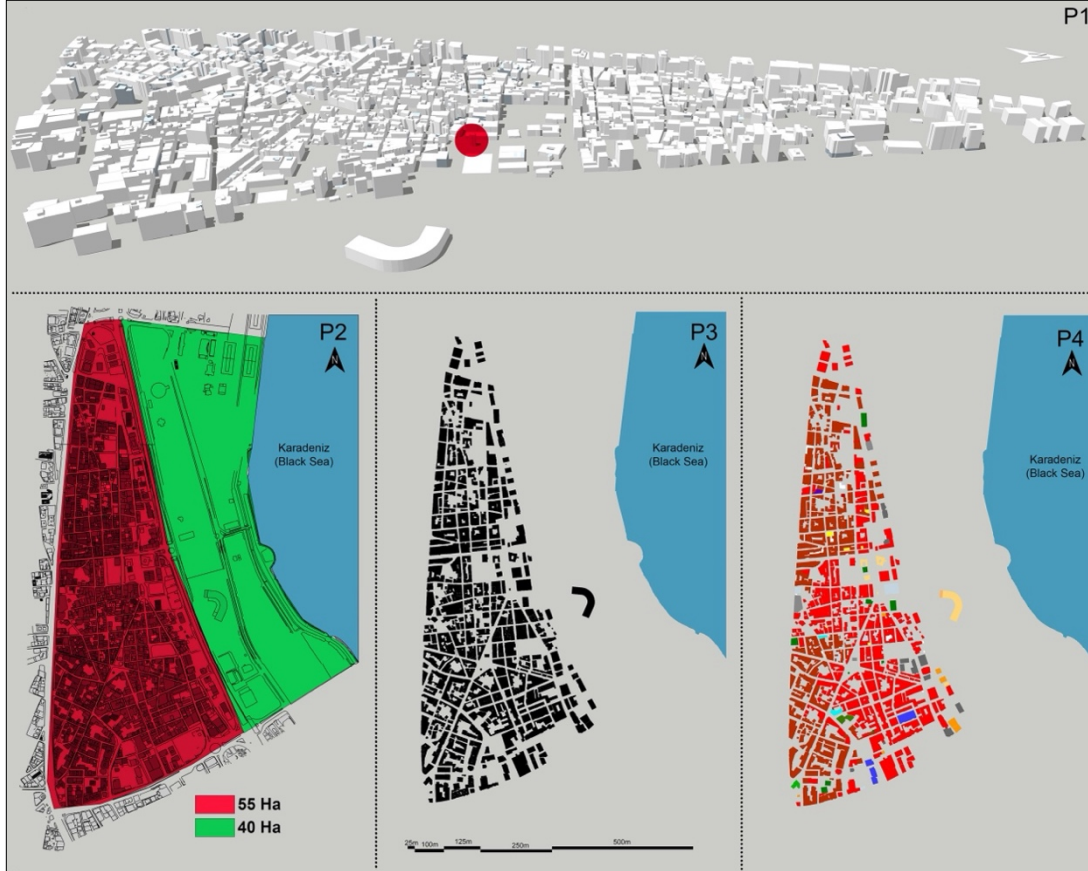 P1
P2
N
Karadeniz
(Black Sea)
55 Ha
40 Ha
P3
N
Karadeniz
(Black Sea)
25m 100m 125m 250m 500m
P4
N
Karadeniz
(Black Sea)